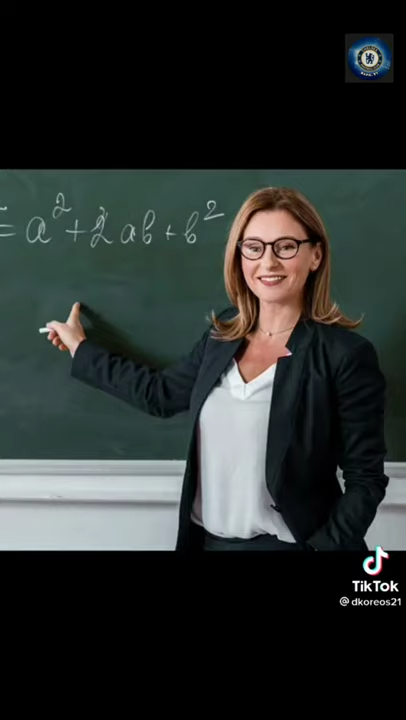 = a² + 2ab + b²
TikTok
@dkoreos21